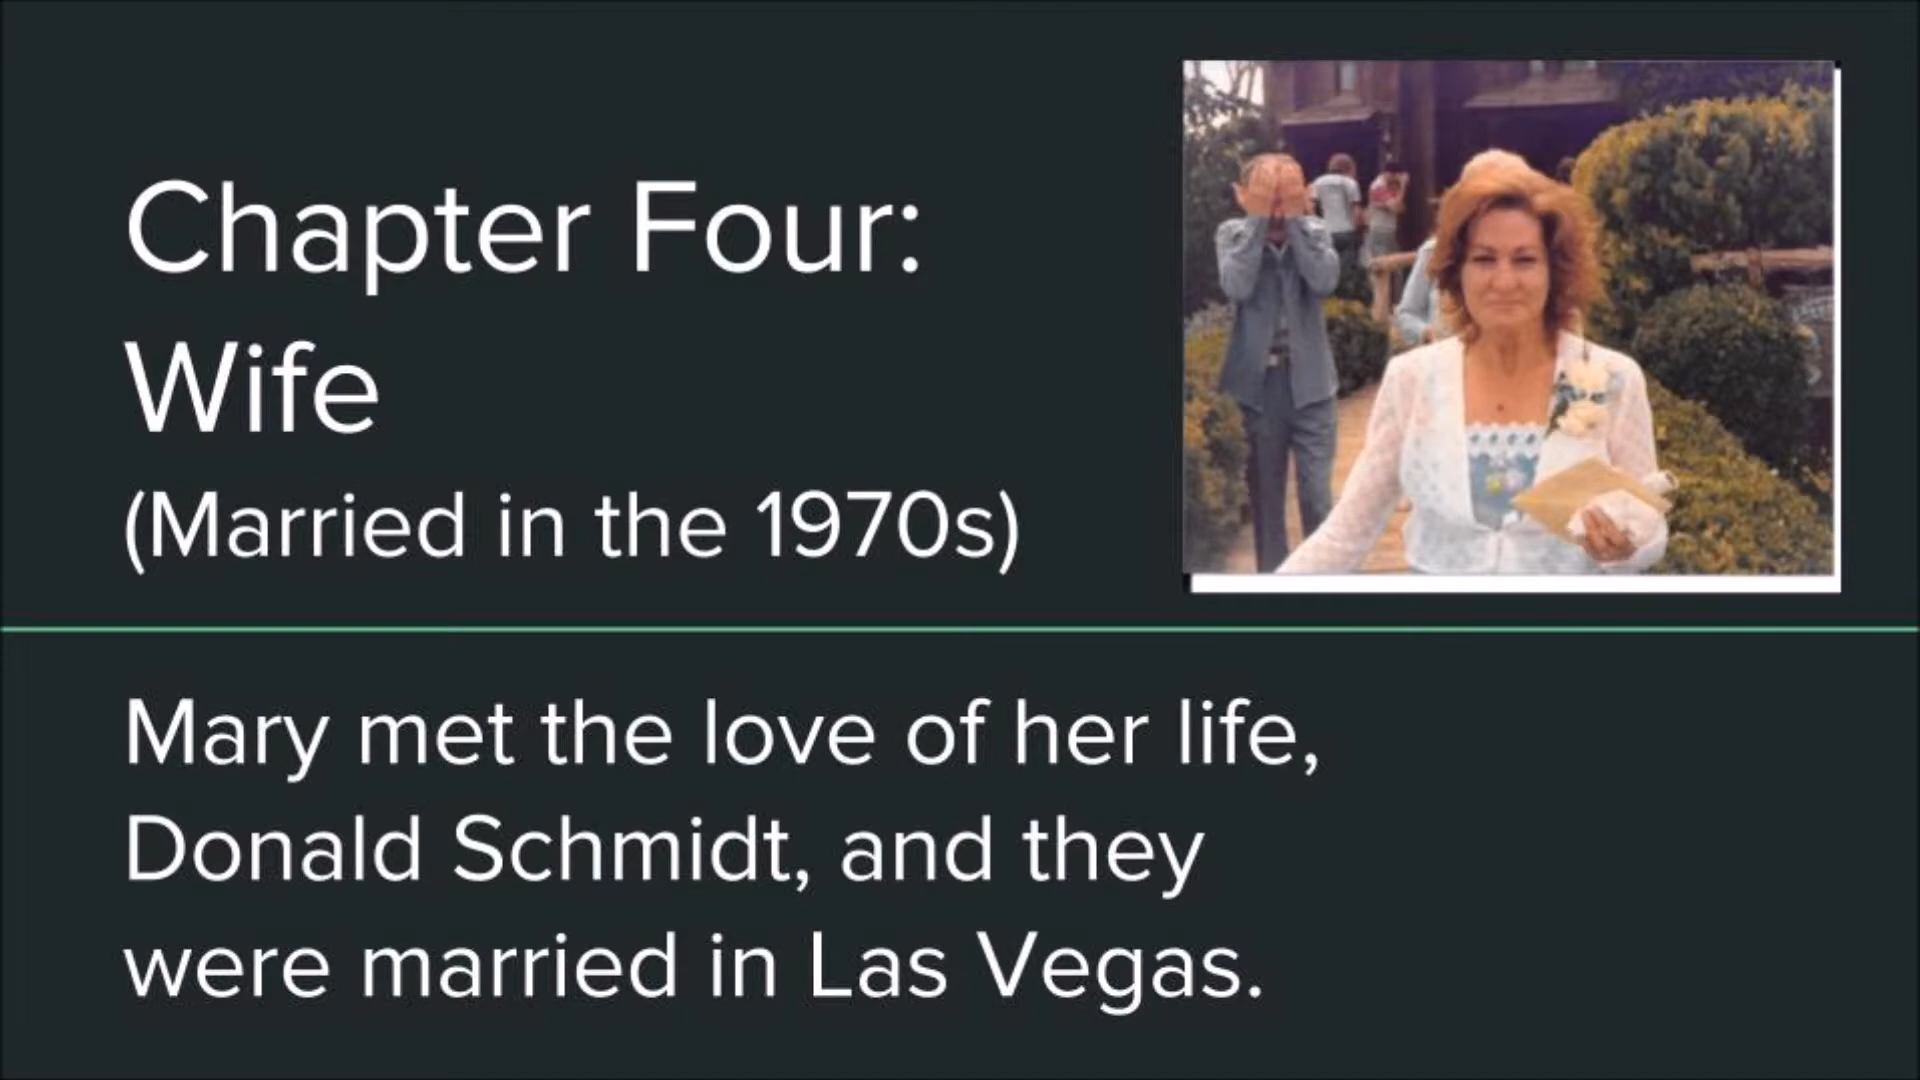 Chapter Four:
Wife
(Married in the 1970s)
Mary met the love of her life,
Donald Schmidt, and they
were married in Las Vegas.